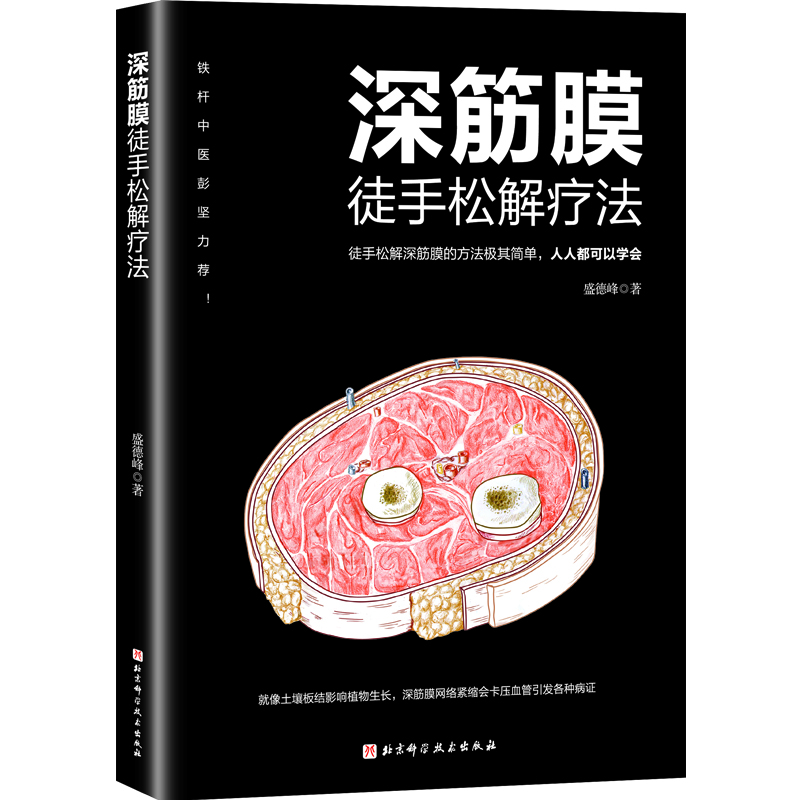 深筋膜徒手松解疗法
盛德峰◎著
北京科学技术出版社
铁杆中医彭坚力荐！
深筋膜
徒手松解疗法
徒手松解深筋膜的方法极其简单，人人都可以学会
盛德峰◎著
就像土壤板结影响植物生长，深筋膜网络紧缩会卡压血管引发各种病证
北京科学技术出版社